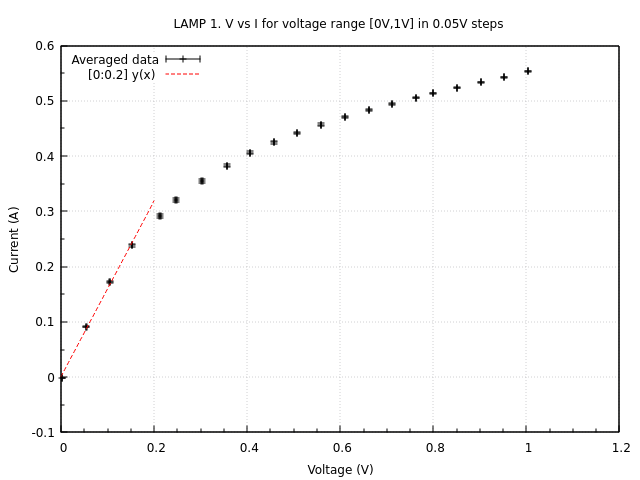 LAMP 1. V vs I for voltage range [0V,1V] in 0.05V steps
Averaged data
[0:0.2] y(x)
0.6
0.5
0.4
0.3
0.2
0.1
0
-0.1
Current (A)
0 0.2 0.4 0.6 0.8 1 1.2
Voltage (V)